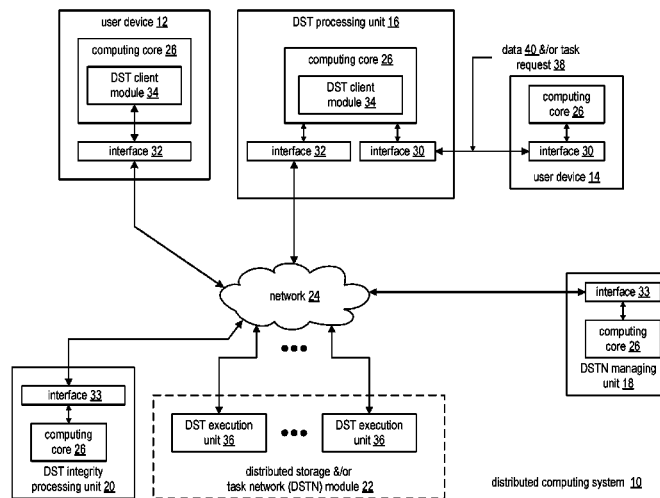 user device 12
computing core 26
DST client
module 34
interface 32
DST processing unit 16
computing core 26
DST client
module 34
interface 32
interface 30
data 40 &/or task
request 38
computing
core 26
interface 30
user device 14
network 24
interface 33
computing
core 26
DSTN managing
unit 18
interface 33
computing
core 26
DST integrity
processing unit 20
DST execution
unit 36
DST execution
unit 36
distributed storage &/or
task network (DSTN) module 22
distributed computing system 10